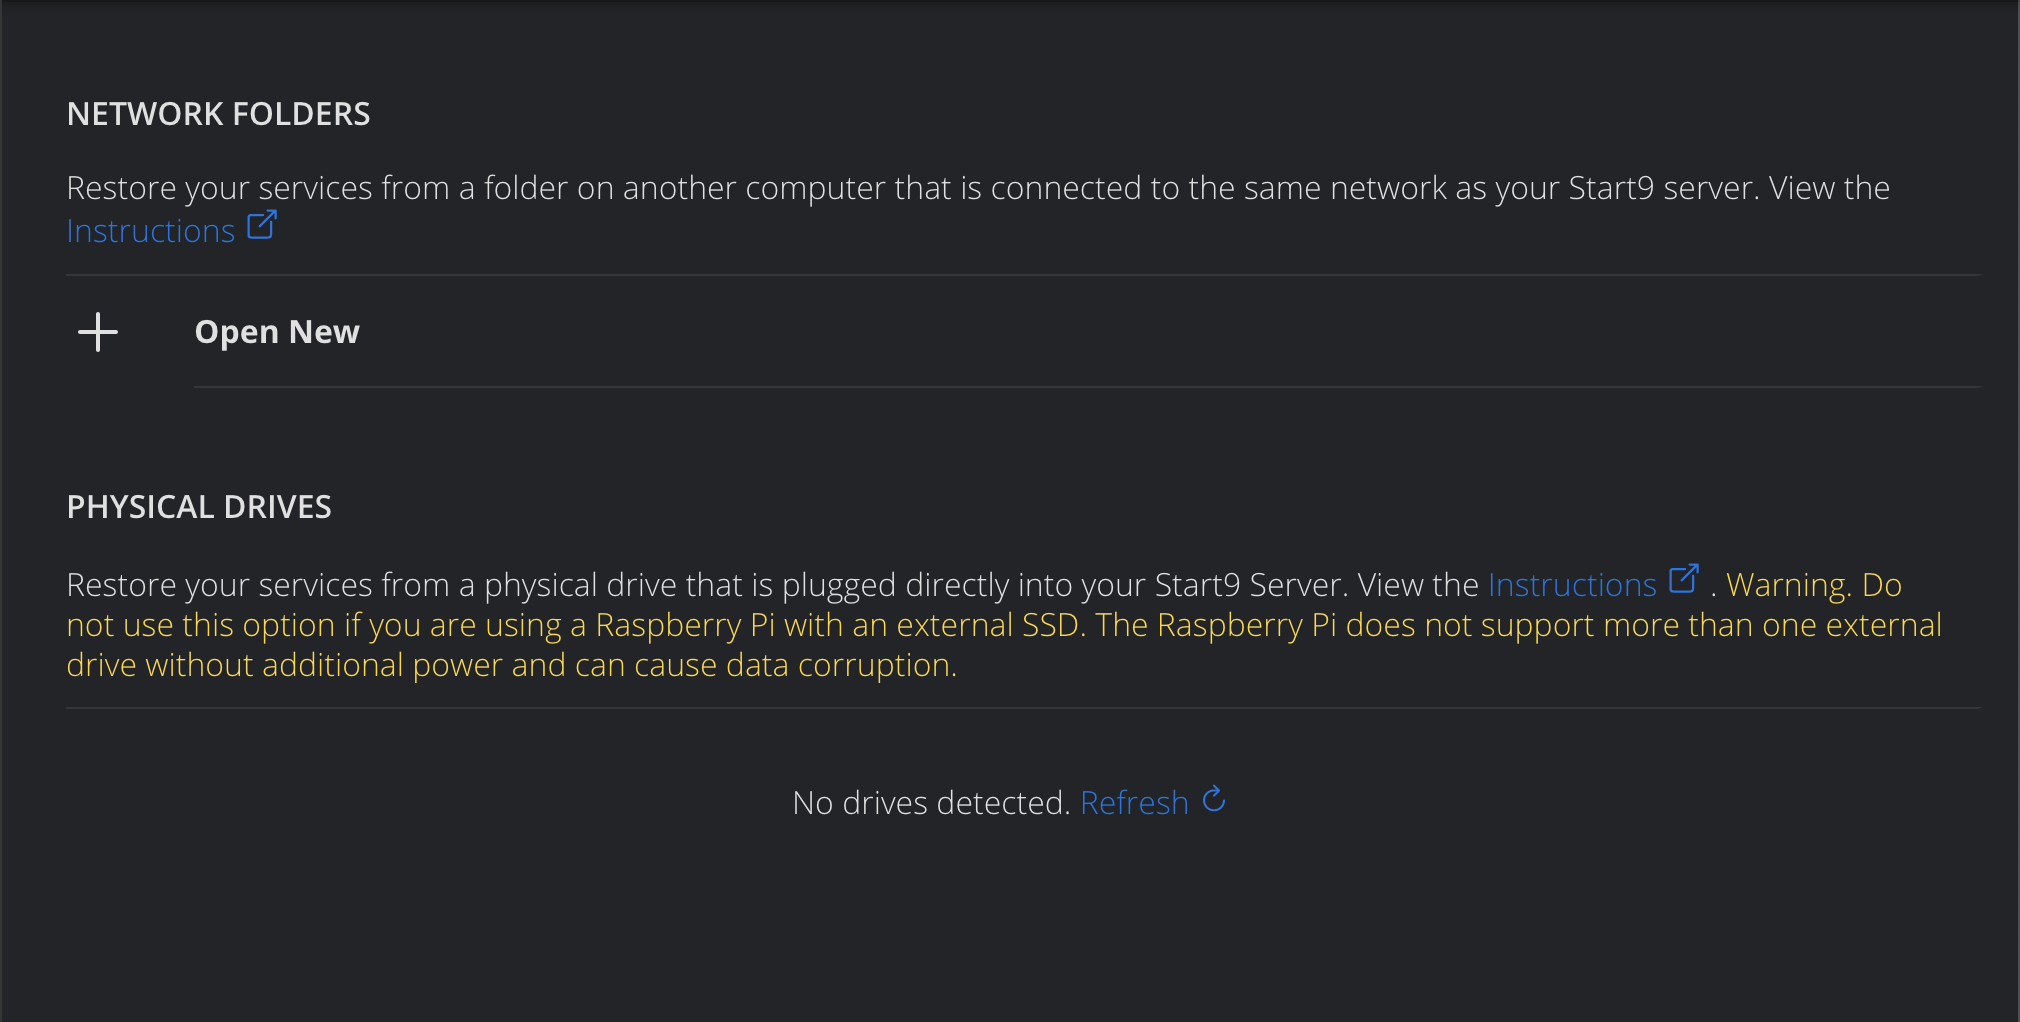 NETWORK FOLDERS
Restore your services from a folder on another computer that is connected to the same network as your Start9 server. View the
Instructions
Open New
PHYSICAL DRIVES
Restore your services from a physical drive that is plugged directly into your Start9 Server. View the Instructions . Warning. Do
not use this option if you are using a Raspberry Pi with an external SSD. The Raspberry Pi does not support more than one external
drive without additional power and can cause data corruption.
No drives detected. Refresh